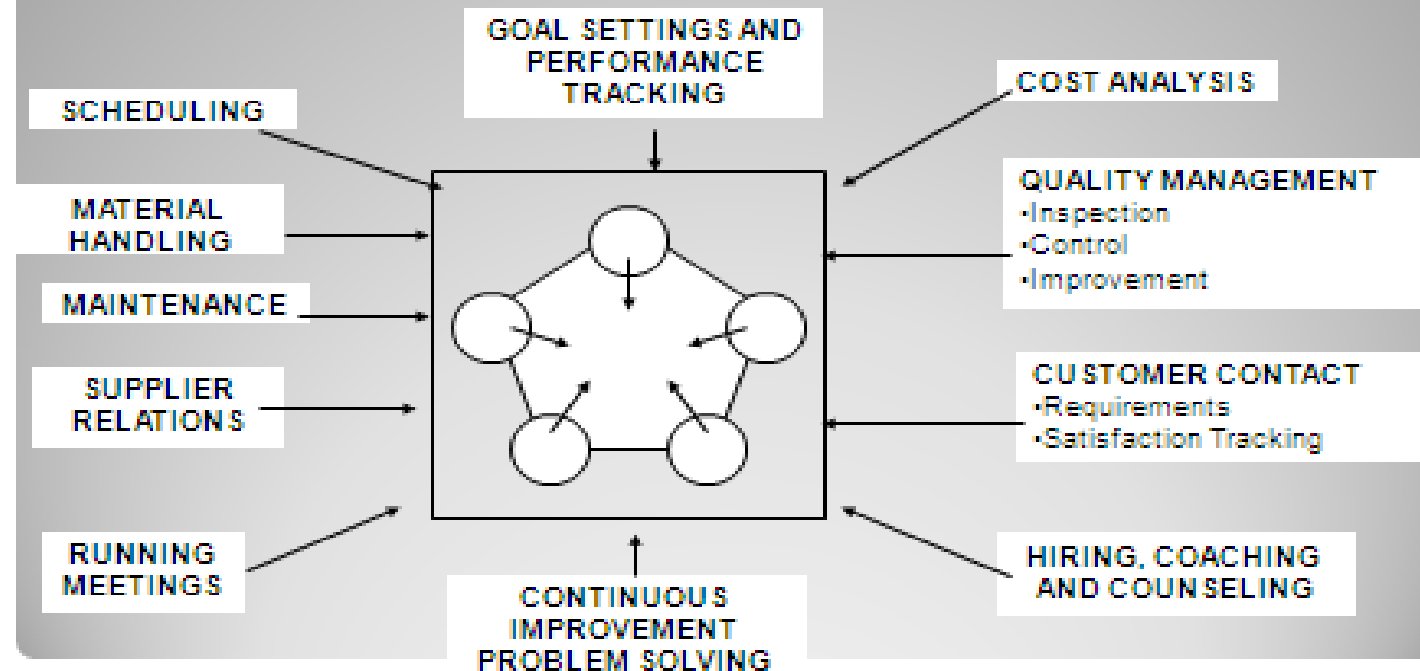 GOAL SETTINGS AND
PERFORMANCE
TRACKING
SCHEDULING
COST ANALYSIS
MATERIAL
HANDLING
QUALITY MANAGEMENT
•Inspection
•Control
•Improvement
MAINTENANCE
SUPPLIER
RELATIONS
CUSTOMER CONTACT
•Requirements
•Satisfaction Tracking
RUNNING
MEETINGS
HIRING, COACHING
AND COUNSELING
CONTINUOUS
IMPROVEMENT
PROBLEM SOLVING